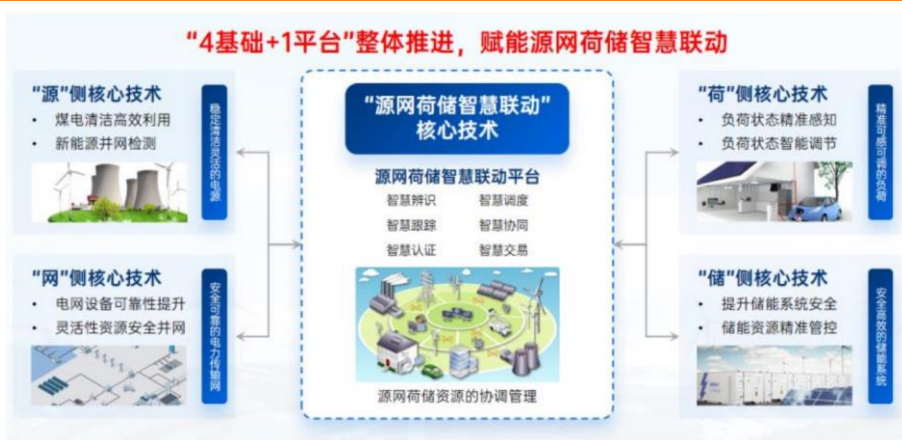 “4基础+1平台”整体推进，赋能源网荷储智慧联动
“源”侧核心技术
• 煤电清洁高效利用
• 新能源并网检测
稳定清洁灵活的电源
“网”侧核心技术
• 电网设备可靠性提升
• 灵活性资源安全并网
安全可靠的电力传输网
“源网荷储智慧联动”
核心技术
源网荷储智慧联动平台
智慧辨识 智慧调度
智慧跟踪 智慧协同
智慧认证 智慧交易
源网荷储资源的协调管理
“荷”侧核心技术
• 负荷状态精准感知
• 负荷状态智能调节
精准可感可调的负荷
“储”侧核心技术
• 提升储能系统安全
• 储能资源精准管控
安全高效的储能系统